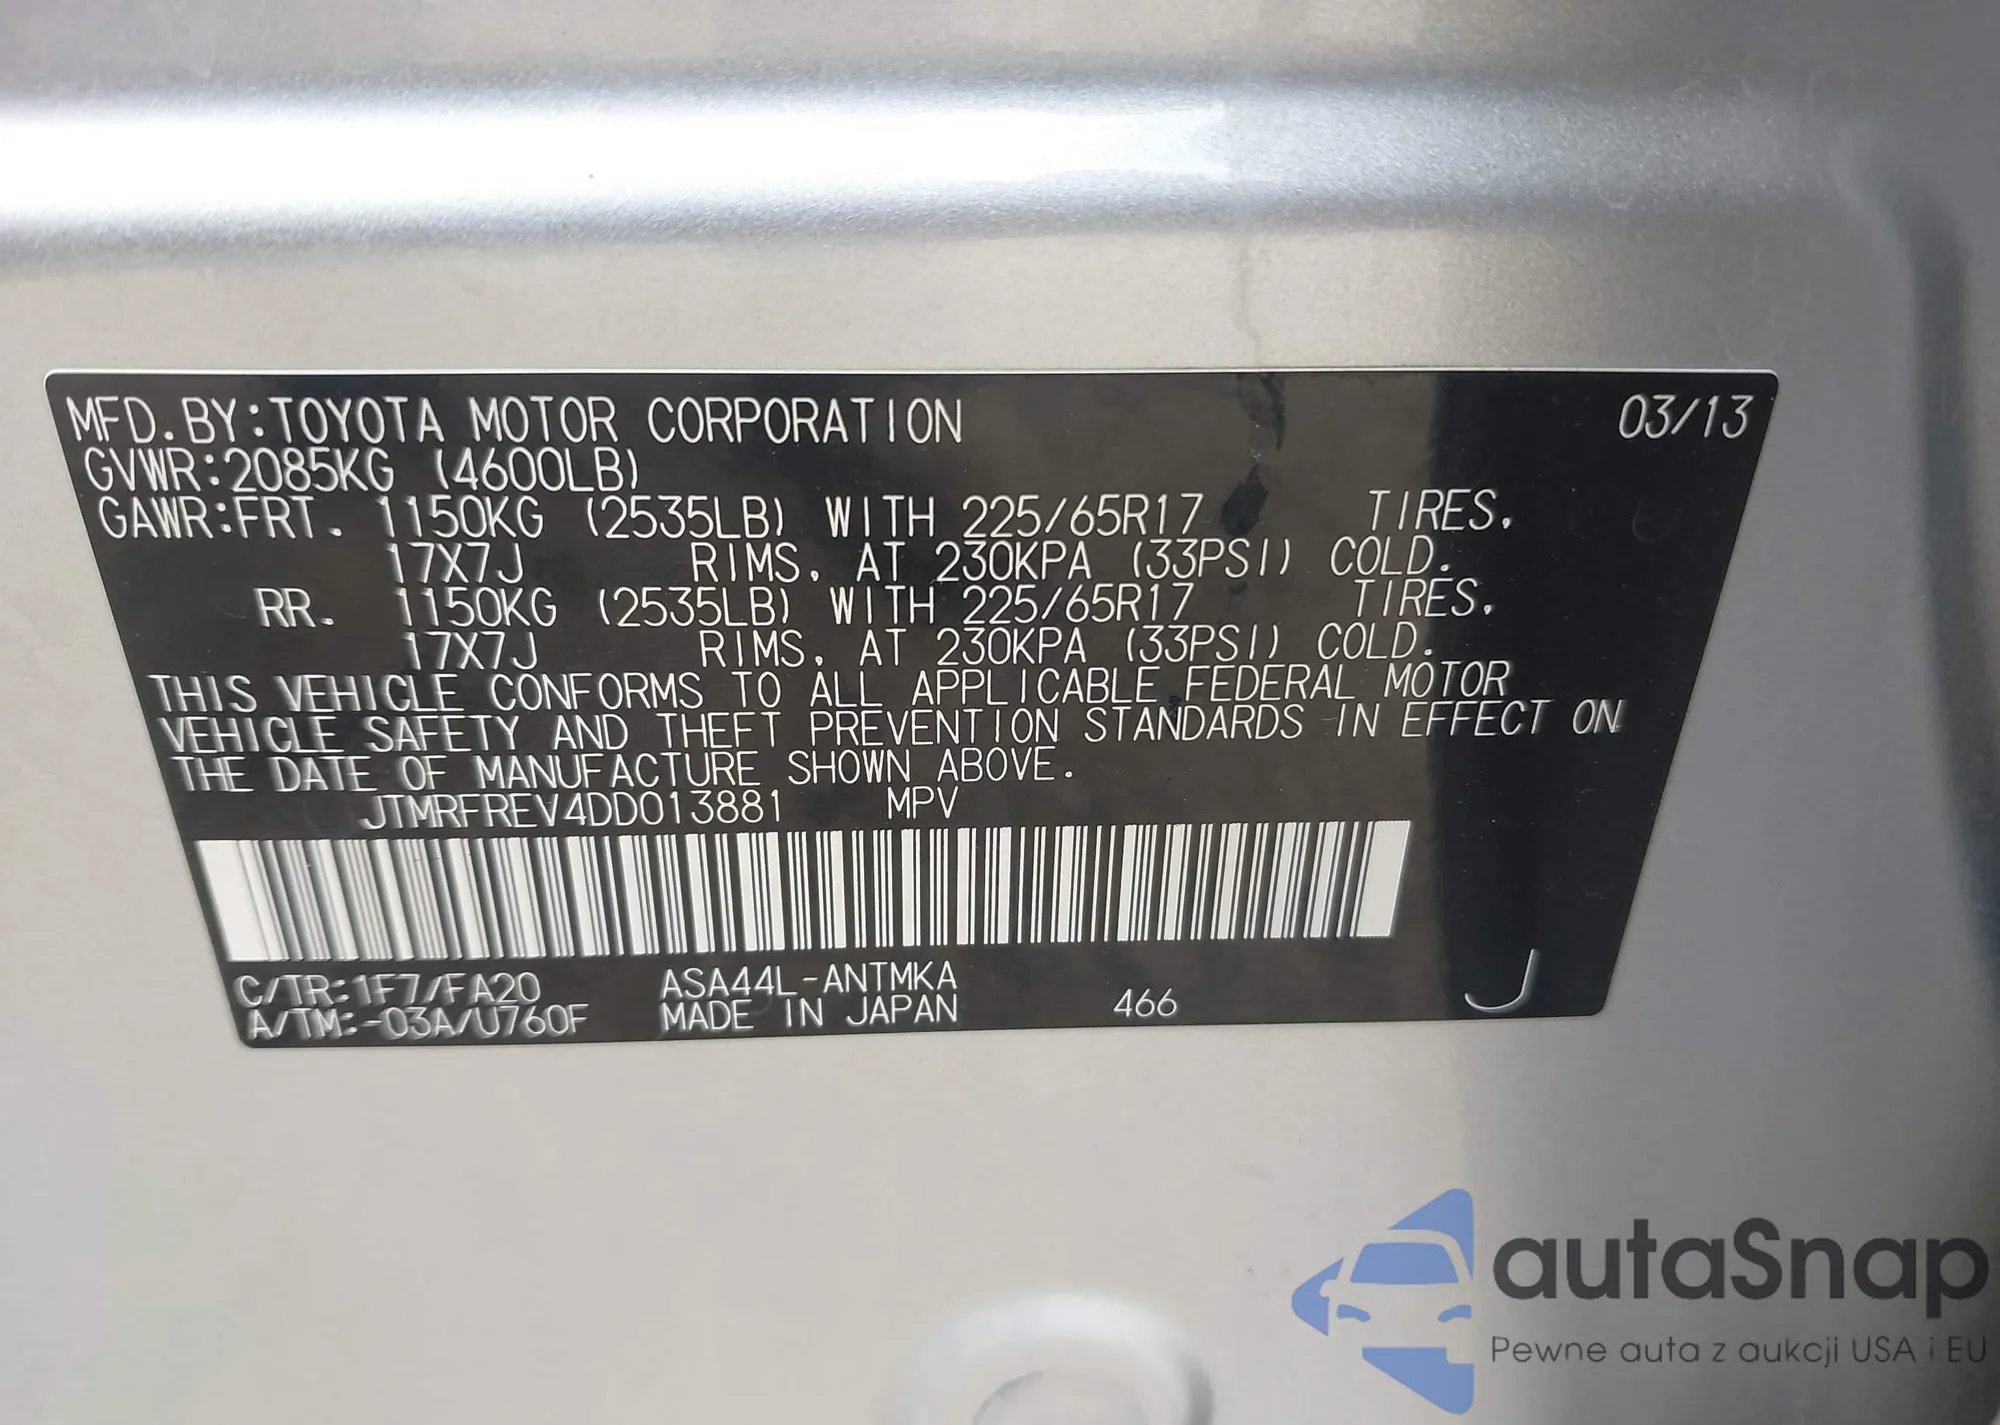 MFD.BY:TOYOTA MOTOR CORPORATION 03/13
GVWR:2085KG (4600LB)
GAWR:FRT. 1150KG (2535LB) WITH 225/65R17 TIRES,
17X7J RIMS, AT 230KPA (33PSI) COLD.
RR. 1150KG (2535LB) WITH 225/65R17 TIRES,
17X7J RIMS, AT 230KPA (33PSI) COLD.
THIS VEHICLE CONFORMS TO ALL APPLICABLE FEDERAL MOTOR
VEHICLE SAFETY AND THEFT PREVENTION STANDARDS IN EFFECT ON
THE DATE OF MANUFACTURE SHOWN ABOVE.
JTMRFREV4DD013881 MPV
C/TR:1F7/FA20 ASA44L-ANTMKA
A/TM:-03A/U760F MADE IN JAPAN 466 J
autaSnap
Pewne auta z aukcji USA i EU